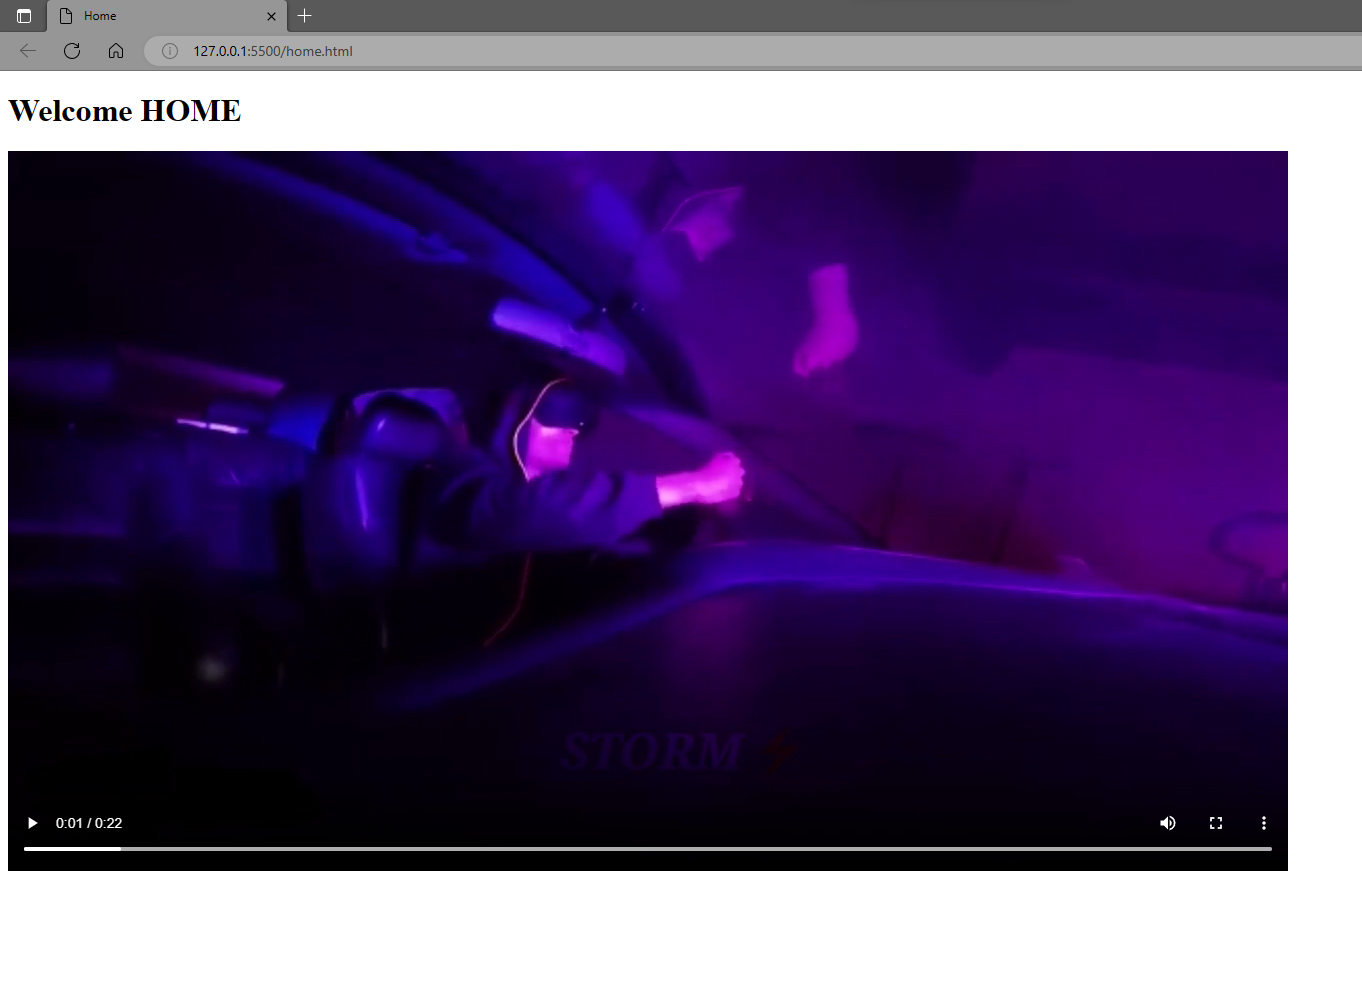 Home
127.0.0.1:5500/home.html
Welcome HOME
STORM ⚡
0:01 / 0:22